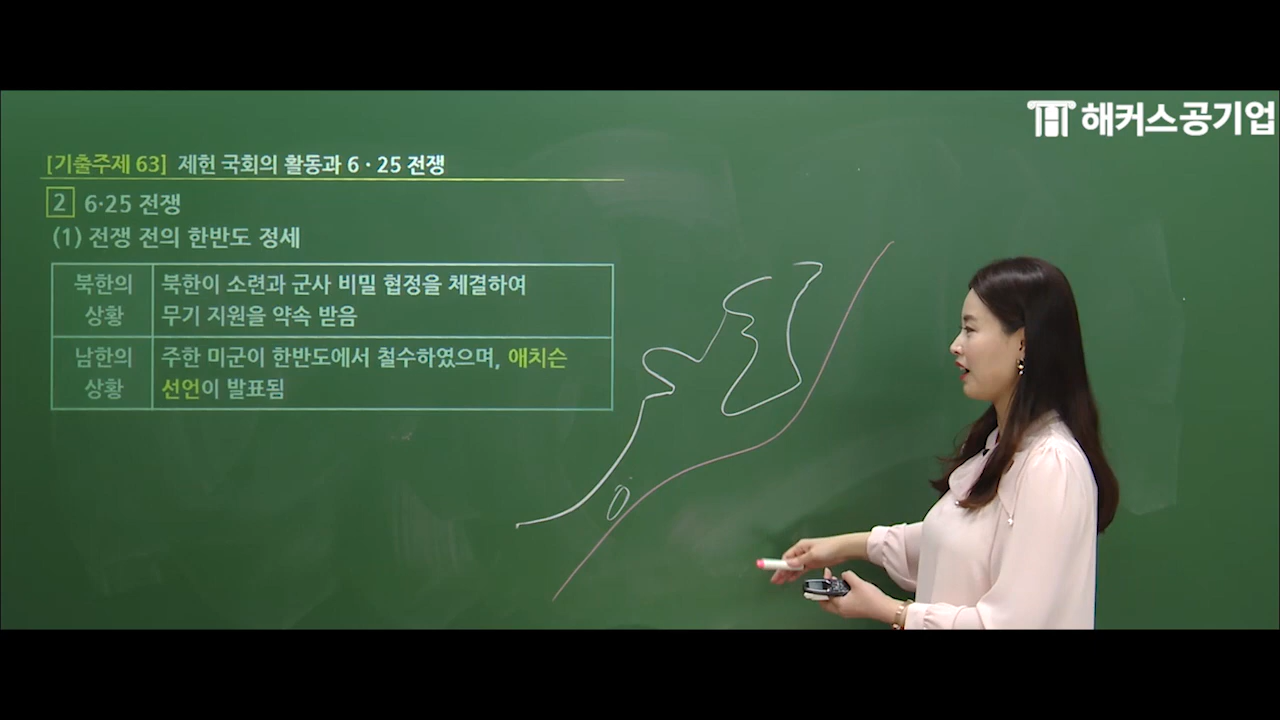 해커스공기업
[기출주제 63] 제헌 국회의 활동과 6·25 전쟁
2 6·25 전쟁
(1) 전쟁 전의 한반도 정세
북한의 상황
북한이 소련과 군사 비밀 협정을 체결하여
무기 지원을 약속 받음
남한의 상황
주한 미군이 한반도에서 철수하였으며, 애치슨
선언이 발표됨